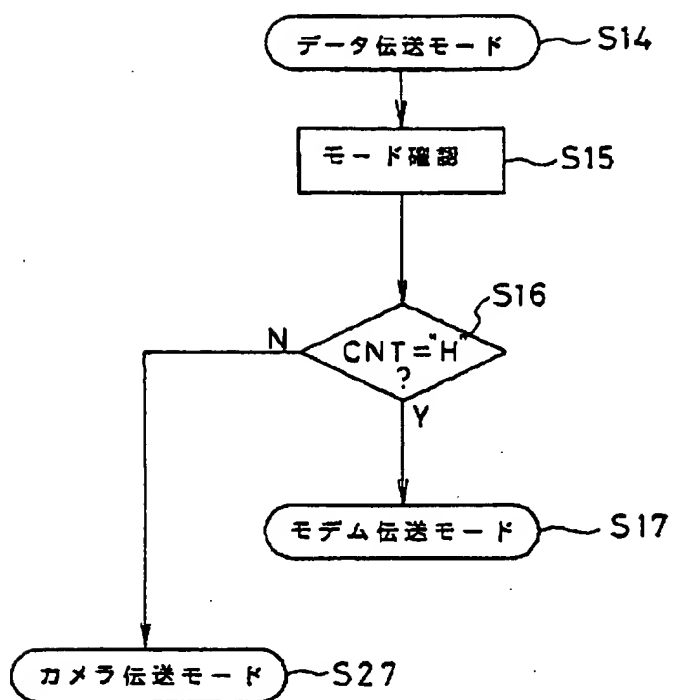 データ伝送モード S14
モード確認 S15
S16
N
CNT="H"
?
Y
モデム伝送モード S17
カメラ伝送モード S27